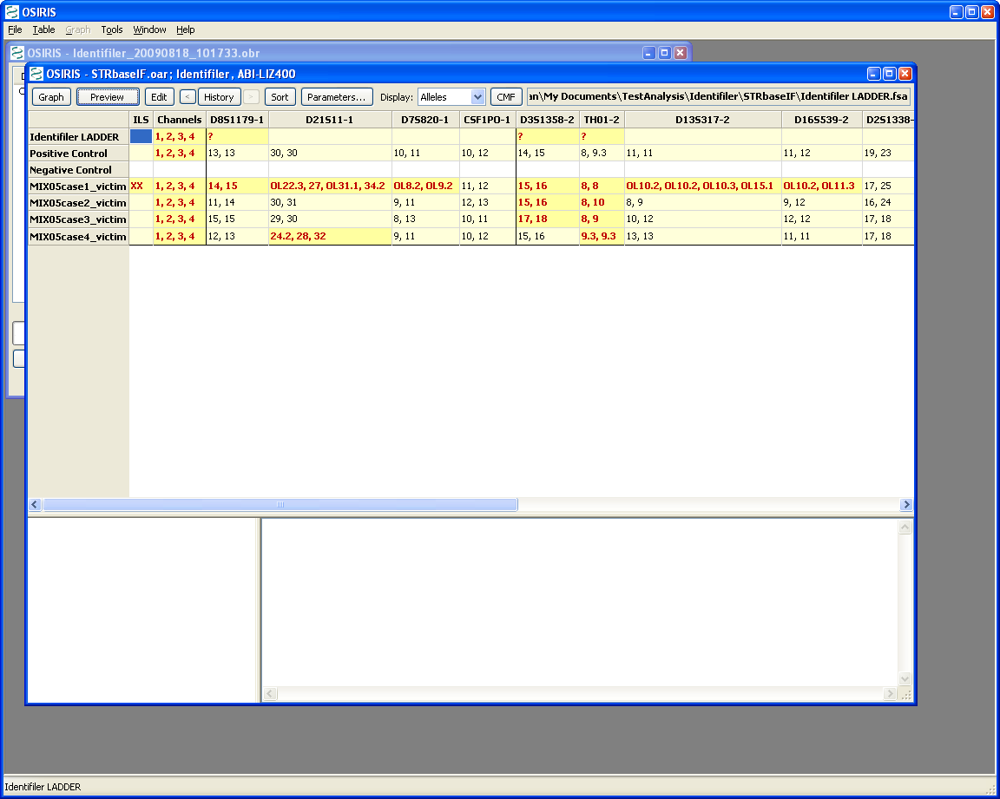 OSIRIS
File Table Graph Tools Window Help
OSIRIS - Identifiler_20090818_101733.obr
OSIRIS - STRbaseIF.oar; Identifiler, ABI-LIZ400
Graph Preview Edit < History > Sort Parameters... Display: Alleles CMF an\My Documents\TestAnalysis\Identifiler\STRbaseIF\Identifiler LADDER.fsa
ILS Channels D8S1179-1 D21S11-1 D7S820-1 CSF1PO-1 D3S1358-2 TH01-2 D13S317-2 D16S539-2 D2S1338-
Identifiler LADDER 1, 2, 3, 4 ? ? ?
Positive Control 1, 2, 3, 4 13, 13 30, 30 10, 11 10, 12 14, 15 8, 9.3 11, 11 11, 12 19, 23
Negative Control
MIX05case1_victim XX 1, 2, 3, 4 14, 15 OL22.3, 27, OL31.1, 34.2 OL8.2, OL9.2 11, 12 15, 16 8, 8 OL10.2, OL10.2, OL10.3, OL15.1 OL10.2, OL11.3 17, 25
MIX05case2_victim 1, 2, 3, 4 11, 14 30, 31 9, 11 12, 13 15, 16 8, 10 8, 9 9, 12 16, 24
MIX05case3_victim 1, 2, 3, 4 15, 15 29, 30 8, 13 10, 11 17, 18 8, 9 10, 12 12, 12 17, 18
MIX05case4_victim 1, 2, 3, 4 12, 13 24.2, 28, 32 9, 11 10, 12 15, 16 9.3, 9.3 13, 13 11, 11 17, 18
Identifiler LADDER